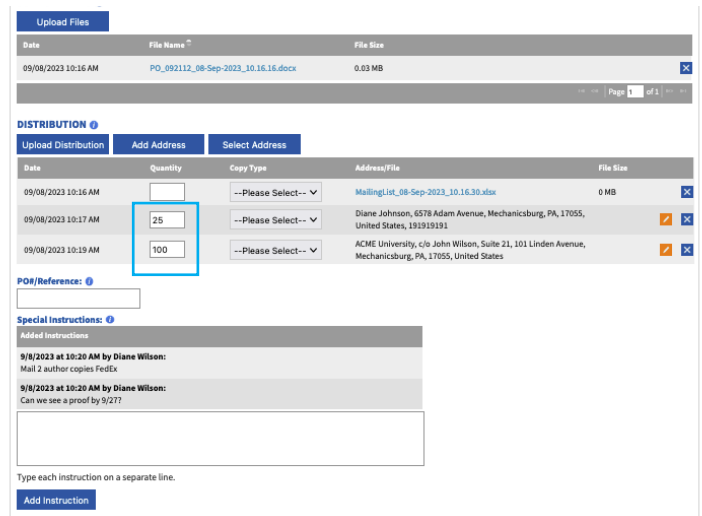 Upload Files
Date File Name File Size
09/08/2023 10:16 AM PO_092112_08-Sep-2023_10.16.16.docx 0.03 MB
Page 1 of 1
DISTRIBUTION
Upload Distribution Add Address Select Address
Date Quantity Copy Type Address/File File Size
09/08/2023 10:16 AM --Please Select-- MailingList_08-Sep-2023_10.16.30.xlsx 0 MB
09/08/2023 10:17 AM 25 --Please Select-- Diane Johnson, 6578 Adam Avenue, Mechanicsburg, PA, 17055,
United States, 191919191
09/08/2023 10:19 AM 100 --Please Select-- ACME University, c/o John Wilson, Suite 21, 101 Linden Avenue,
Mechanicsburg, PA, 17055, United States
PO#/Reference:
Special Instructions:
Added Instructions
9/8/2023 at 10:20 AM by Diane Wilson:
Mail 2 author copies FedEx
9/8/2023 at 10:20 AM by Diane Wilson:
Can we see a proof by 9/27?
Type each instruction on a separate line.
Add Instruction